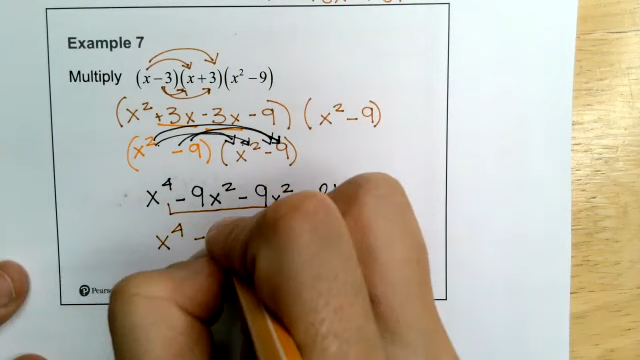 Example 7
Multiply (x − 3)(x + 3)(x² − 9)
(x² + 3x − 3x − 9) (x² − 9)
(x² − 9) (x² − 9)
x⁴ − 9x² − 9x²
x⁴ −